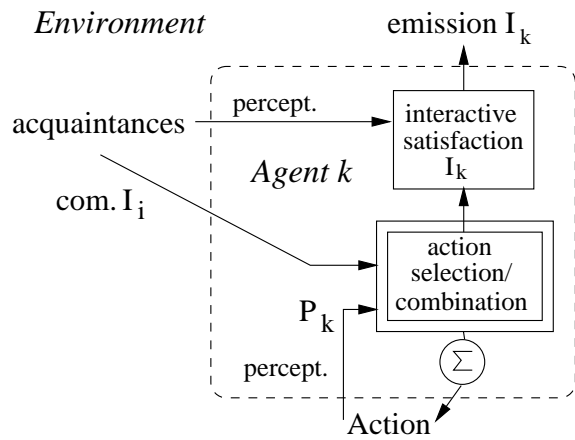 Environment
emission I_k
percept.
acquaintances
interactive
satisfaction
I_k
Agent k
com. I_i
action
selection/
combination
P_k
percept.
Σ
Action